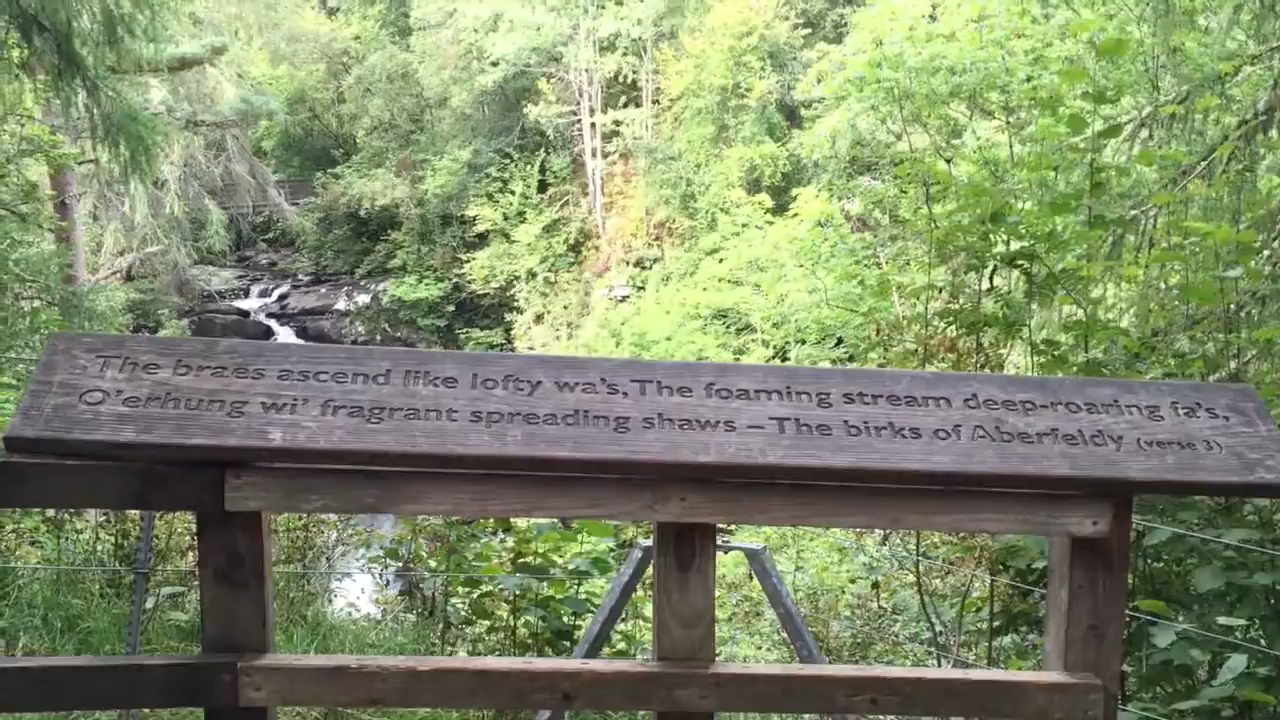 The braes ascend like lofty wa's, The foaming stream deep-roaring fa's,
O'erhung wi' fragrant spreading shaws – The birks of Aberfeldy (verse 3)